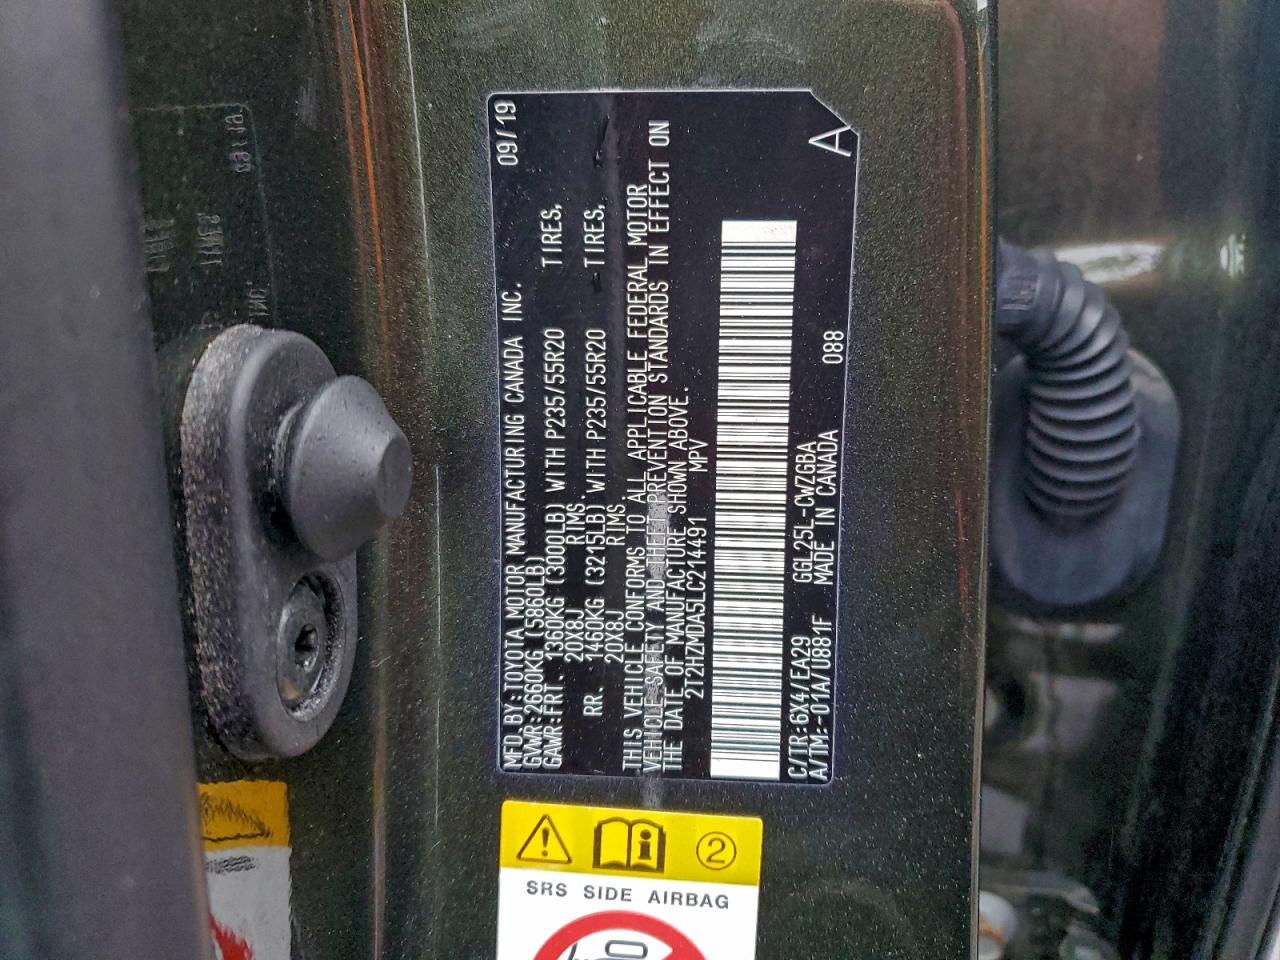 MFD.BY:TOYOTA MOTOR MANUFACTURING CANADA INC. 09/19
GVWR:2660KG (5860LB)
GAWR:FRT. 1360KG (3000LB) WITH P235/55R20 TIRES,
20X8J RIMS.
RR. 1460KG (3215LB) WITH P235/55R20 TIRES,
20X8J RIMS
THIS VEHICLE CONFORMS TO ALL APPLICABLE FEDERAL MOTOR
VEHICLE SAFETY AND THEFT PREVENTION STANDARDS IN EFFECT ON
THE DATE OF MANUFACTURE SHOWN ABOVE.
2T2HZMDA5LC214491 MPV
C/TR:6X4/EA29 GGL25L-CWZGBA
A/TM:-01A/U881F MADE IN CANADA 088
A
2
SRS SIDE AIRBAG